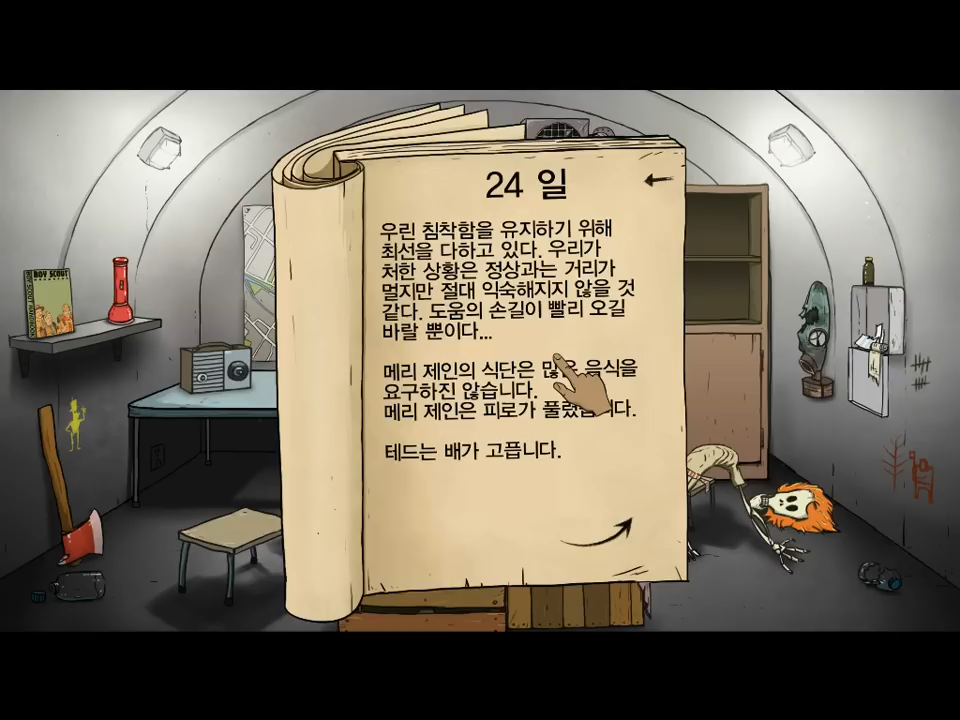 24 일
우린 침착함을 유지하기 위해
최선을 다하고 있다. 우리가
처한 상황은 정상과는 거리가
멀지만 절대 익숙해지지 않을 것
같다. 도움의 손길이 빨리 오길
바랄 뿐이다...
메리 제인의 식단은 많은 음식을
요구하진 않습니다.
메리 제인은 피로가 다.
테드는 배가 고픕니다.
BOY SCOUT